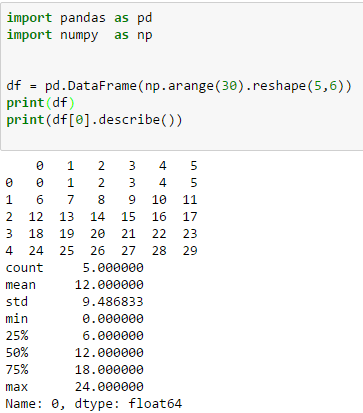 import pandas as pd
import numpy  as np
df = pd.DataFrame(np.arange(30).reshape(5,6))
print(df)
print(df[0].describe())
    0   1   2   3   4   5
0   0   1   2   3   4   5
1   6   7   8   9  10  11
2  12  13  14  15  16  17
3  18  19  20  21  22  23
4  24  25  26  27  28  29
count     5.000000
mean     12.000000
std       9.486833
min       0.000000
25%       6.000000
50%      12.000000
75%      18.000000
max      24.000000
Name: 0, dtype: float64